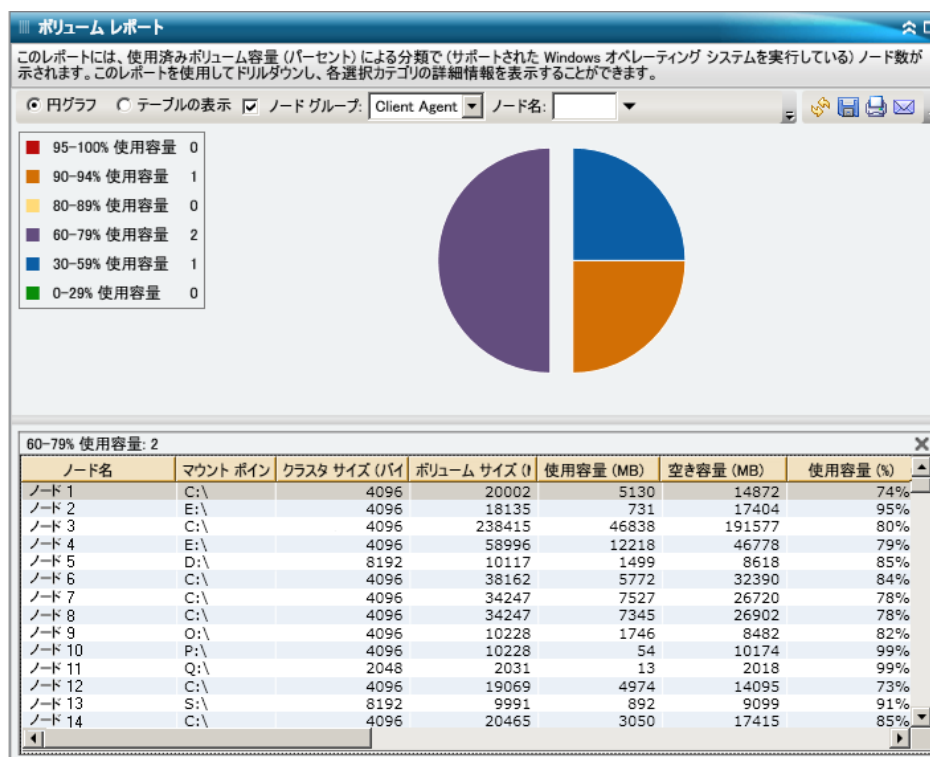 ボリューム レポート
このレポートには、使用済みボリューム容量 (パーセント) による分類で (サポートされた Windows オペレーティング システムを実行している) ノード数が
示されます。このレポートを使用してドリルダウンし、各選択カテゴリの詳細情報を表示することができます。
円グラフ テーブルの表示 ノード グループ: Client Agent ノード名:
95-100% 使用容量 0
90-94% 使用容量 1
80-89% 使用容量 0
60-79% 使用容量 2
30-59% 使用容量 1
0-29% 使用容量 0
60-79% 使用容量: 2
ノード名 マウント ポイン クラスタ サイズ (バイ ボリューム サイズ (M 使用容量 (MB) 空き容量 (MB) 使用容量 (%)
ノード 1 C:\ 4096 20002 5130 14872 74%
ノード 2 E:\ 4096 18135 731 17404 95%
ノード 3 C:\ 4096 238415 46838 191577 80%
ノード 4 E:\ 4096 58996 12218 46778 79%
ノード 5 D:\ 8192 10117 1499 8618 85%
ノード 6 C:\ 4096 38162 5772 32390 84%
ノード 7 C:\ 4096 34247 7527 26720 78%
ノード 8 C:\ 4096 34247 7345 26902 78%
ノード 9 O:\ 4096 10228 1746 8482 82%
ノード 10 P:\ 4096 10228 54 10174 99%
ノード 11 Q:\ 2048 2031 13 2018 99%
ノード 12 C:\ 4096 19069 4974 14095 73%
ノード 13 S:\ 8192 9991 892 9099 91%
ノード 14 C:\ 4096 20465 3050 17415 85%